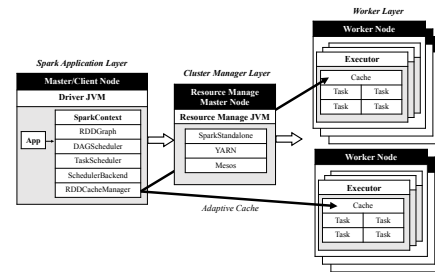 Spark Application Layer
Master/Client Node
Driver JVM
App
SparkContext
RDDGraph
DAGScheduler
TaskScheduler
SchedulerBackend
RDDCacheManager
Cluster Manager Layer
Resource Manage
Master Node
Resource Manage JVM
SparkStandalone
YARN
Mesos
Adaptive Cache
Worker Layer
Worker Node
Executor
Cache
Task Task
Task Task
Worker Node
Executor
Cache
Task Task
Task Task